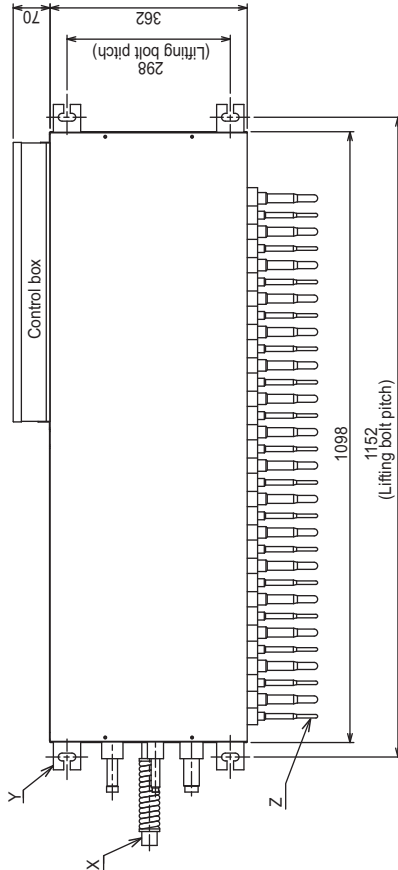 70
362
298
(Lifting bolt pitch)
Control box
1098
1152
(Lifting bolt pitch)
Y
X
Z